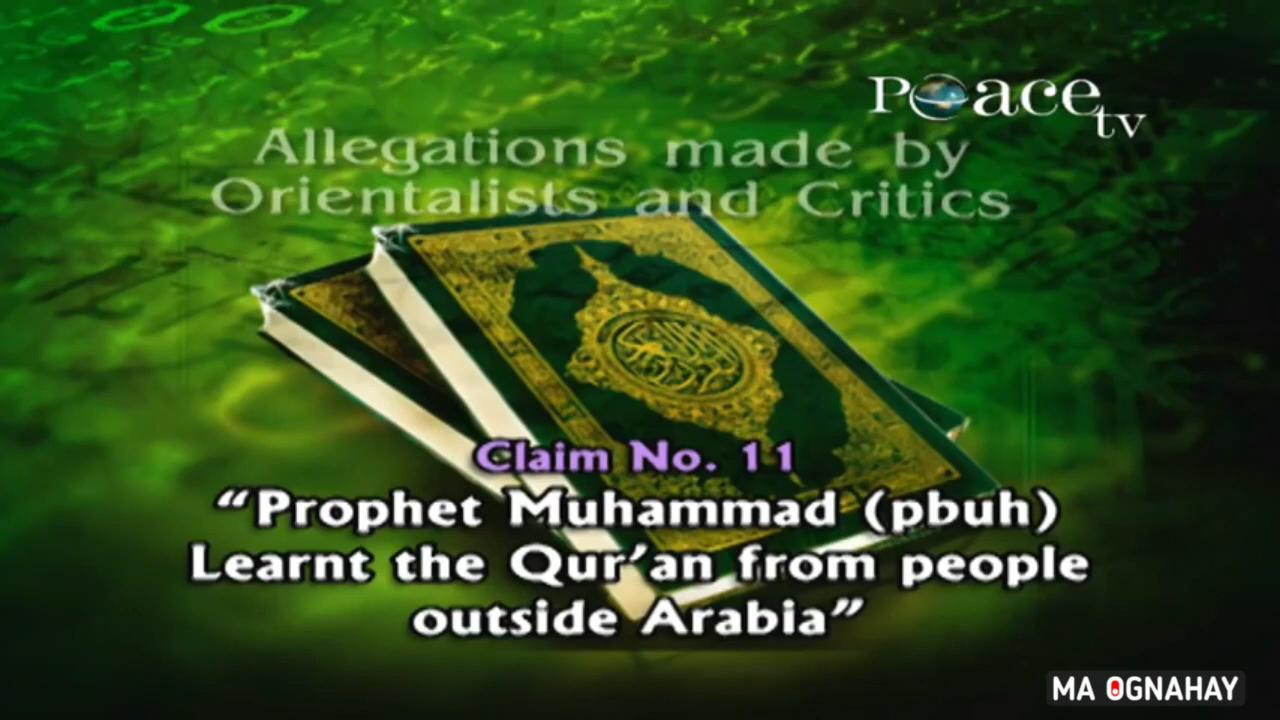 Peace tv
Allegations made by
Orientalists and Critics
Claim No. 11
“Prophet Muhammad (pbuh)
Learnt the Qur’an from people
outside Arabia”
MA OGNAHAY